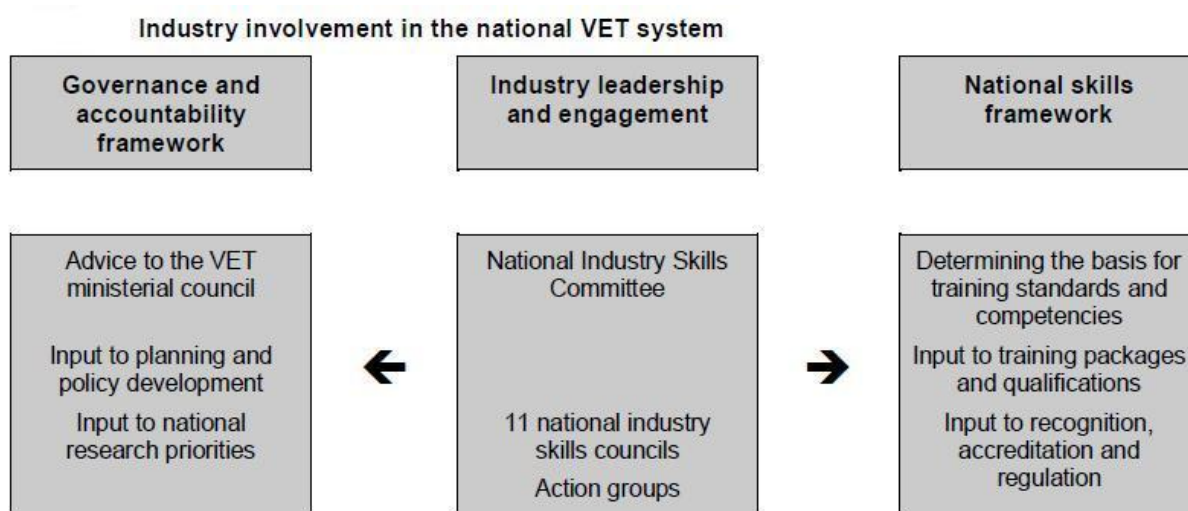 Industry involvement in the national VET system
Governance and
accountability
framework
Industry leadership
and engagement
National skills
framework
Advice to the VET
ministerial council
Input to planning and
policy development
Input to national
research priorities
National Industry Skills
Committee
11 national industry
skills councils
Action groups
Determining the basis for
training standards and
competencies
Input to training packages
and qualifications
Input to recognition,
accreditation and
regulation